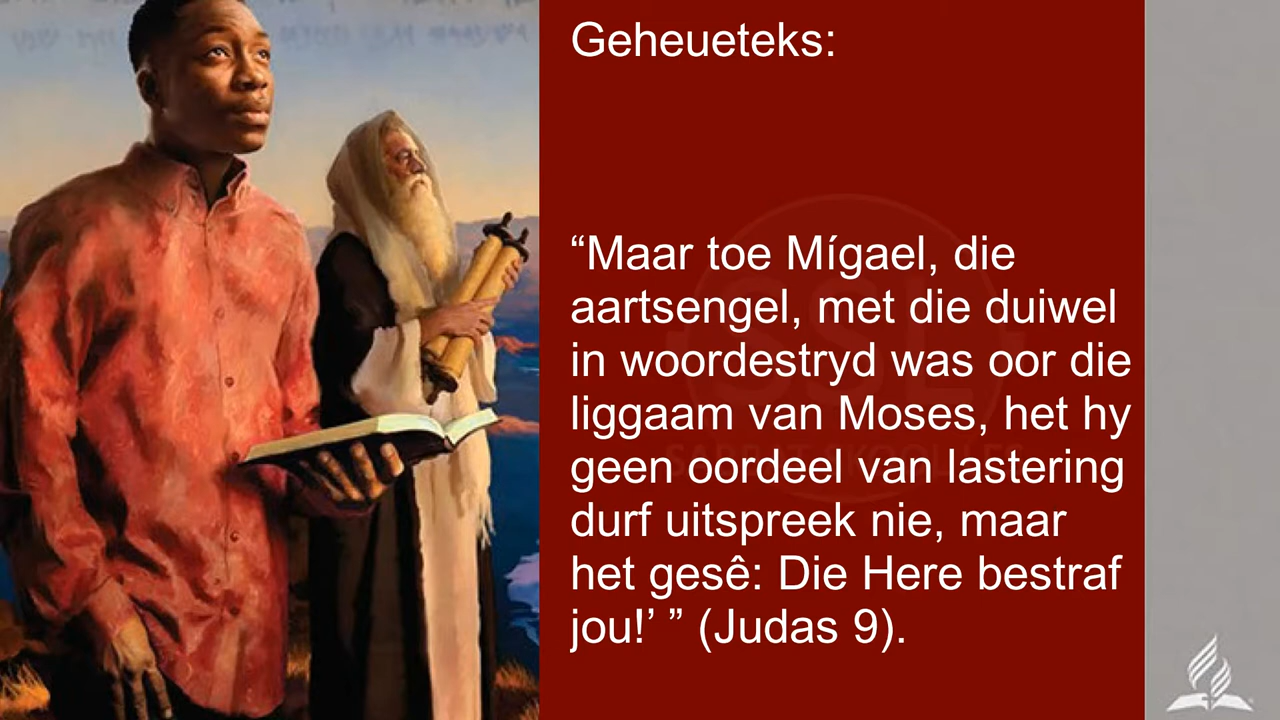 Geheueteks:
“Maar toe Mígael, die
aartsengel, met die duiwel
in woordestryd was oor die
liggaam van Moses, het hy
geen oordeel van lastering
durf uitspreek nie, maar
het gesê: Die Here bestraf
jou!’ ” (Judas 9).